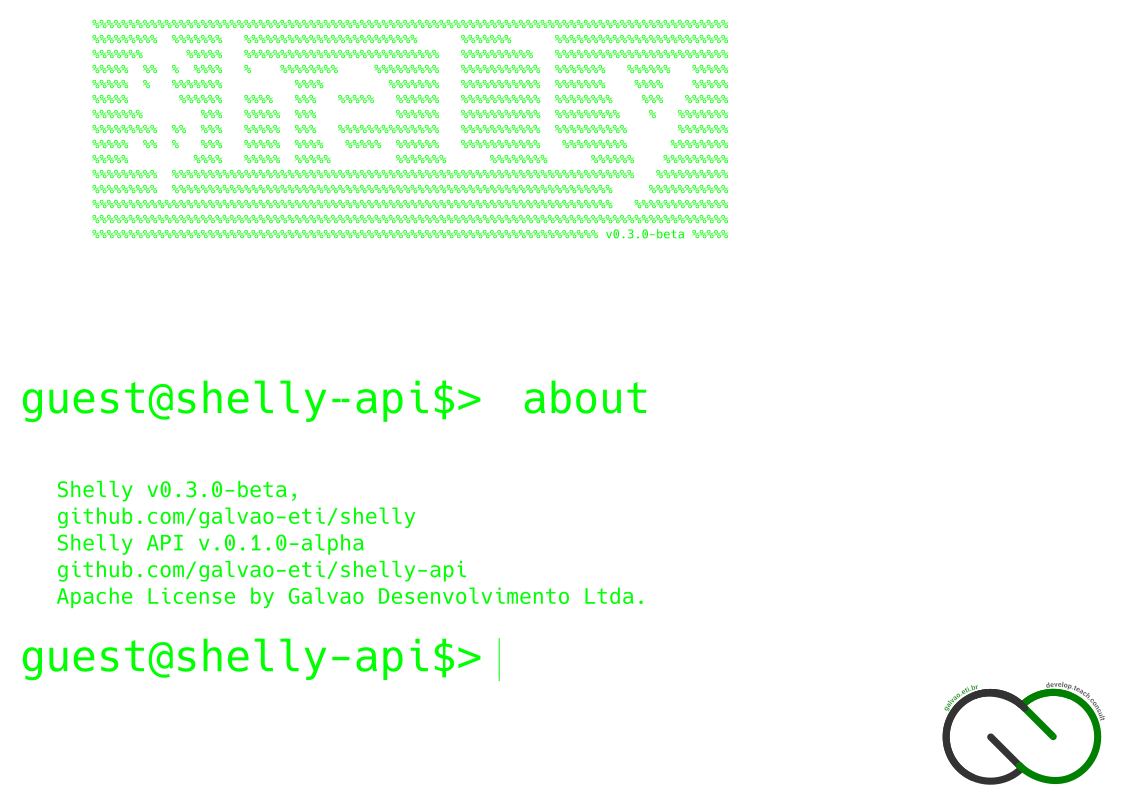 Shelly
v0.3.0-beta
guest@shelly-api$> about
Shelly v0.3.0-beta,
github.com/galvao-eti/shelly
Shelly API v.0.1.0-alpha
github.com/galvao-eti/shelly-api
Apache License by Galvao Desenvolvimento Ltda.
guest@shelly-api$>
galvao.eti.br
develop.teach.consult